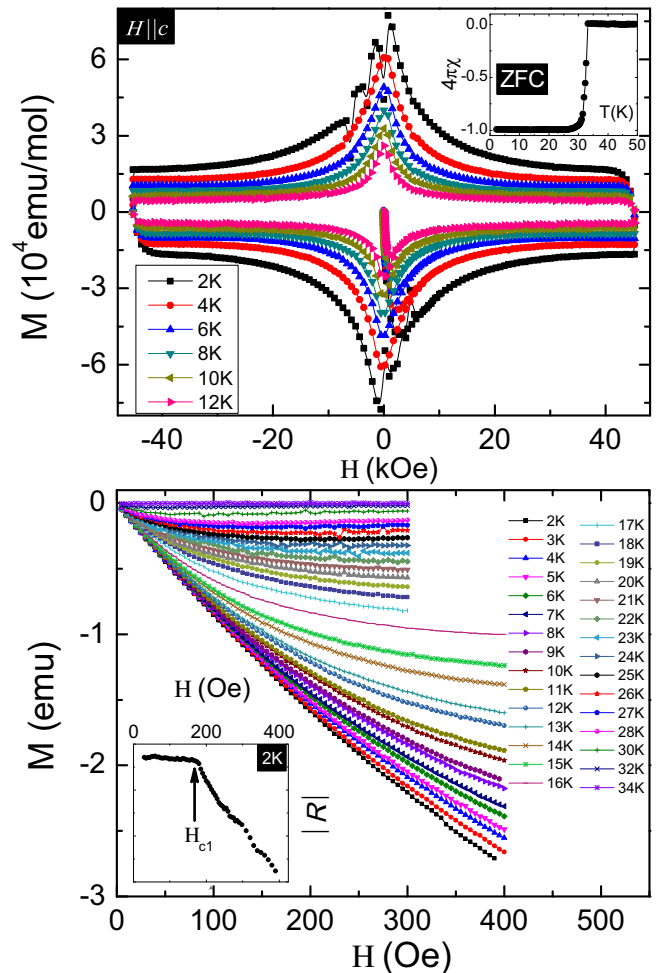 H||c
ZFC
T(K)
4πχ
0.0
-0.5
-1.0
0 10 20 30 40 50
M (10⁴ emu/mol)
6
3
0
-3
-6
2K
4K
6K
8K
10K
12K
-40 -20 0 20 40
H (kOe)
M (emu)
0
-1
-2
-3
2K
3K
4K
5K
6K
7K
8K
9K
10K
11K
12K
13K
14K
15K
16K
17K
18K
19K
20K
21K
22K
23K
24K
25K
26K
27K
28K
30K
32K
34K
H (Oe)
0 200 400
2K
|R|
Hc1
0 100 200 300 400 500
H (Oe)